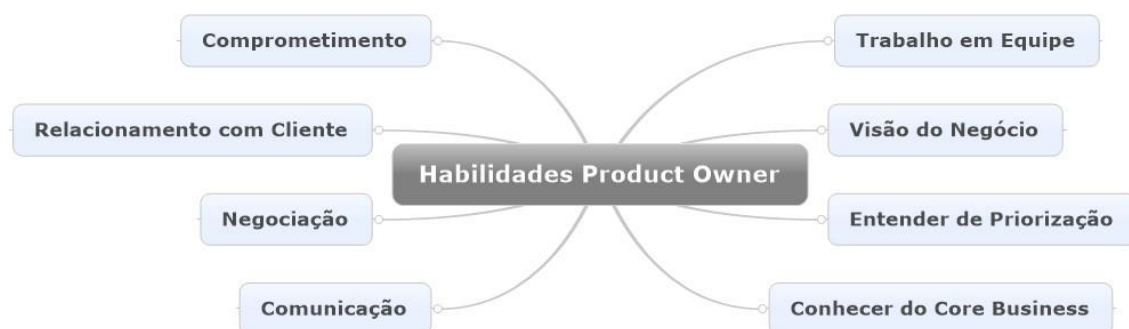 Comprometimento
Trabalho em Equipe
Relacionamento com Cliente
Visão do Negócio
Habilidades Product Owner
Negociação
Entender de Priorização
Comunicação
Conhecer do Core Business